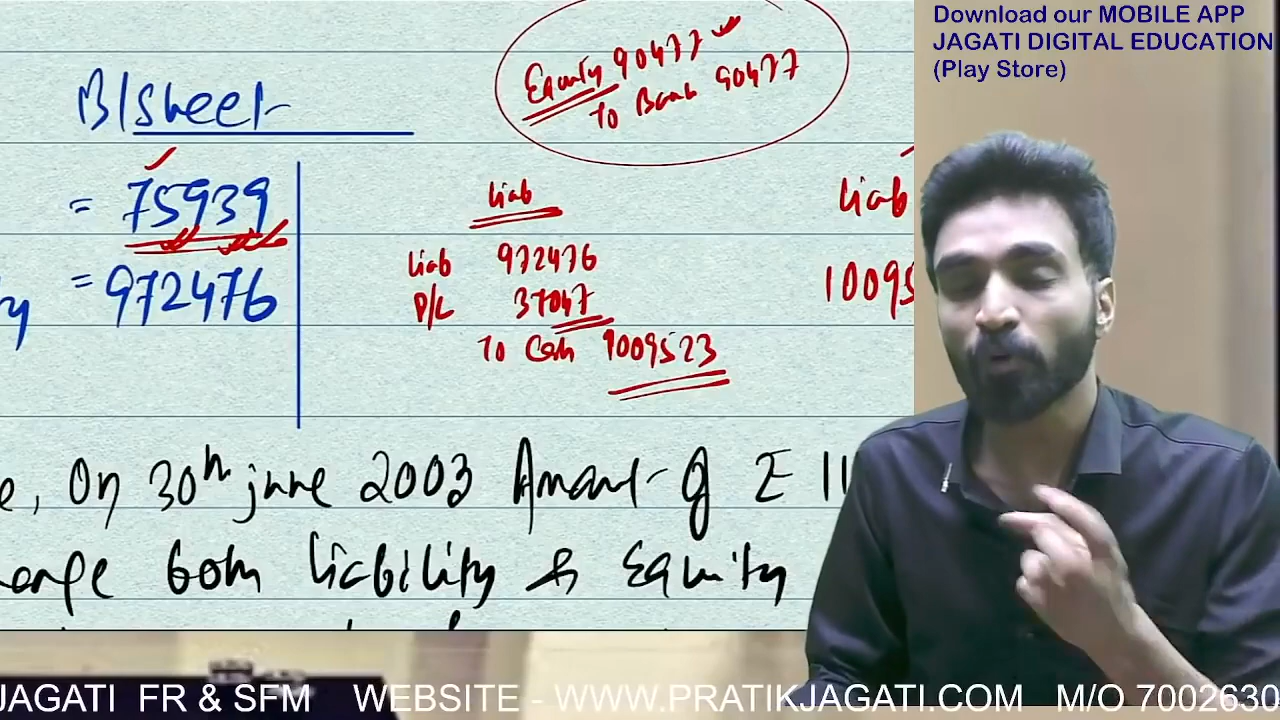 Download our MOBILE APP
JAGATI DIGITAL EDUCATION
(Play Store)
Equity 90477
To Bank 90477
B/Sheet
= 75939
= 972476
Liab
Liab 972476
P/L 37047
To Cash 1009523
Liab
10095
On 30th june 2003 Amount of
both liability & Equity
JAGATI FR & SFM WEBSITE - WWW.PRATIKJAGATI.COM M/O 7002630